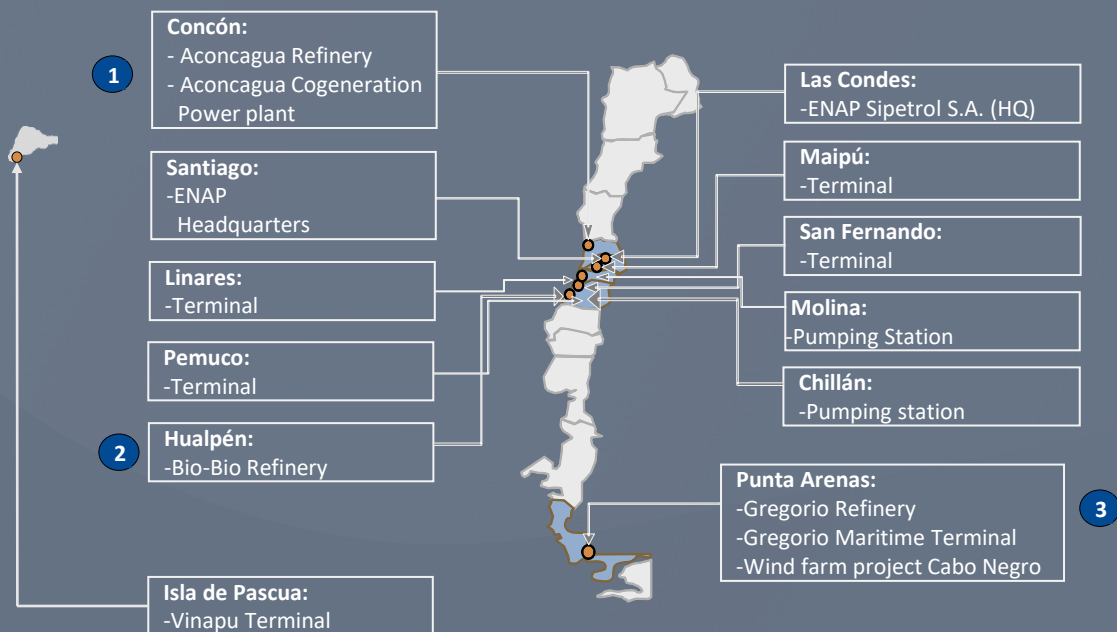 1
Concón:
- Aconcagua Refinery
- Aconcagua Cogeneration
Power plant
Santiago:
-ENAP
Headquarters
Linares:
-Terminal
Pemuco:
-Terminal
2
Hualpén:
-Bio-Bio Refinery
Isla de Pascua:
-Vinapu Terminal
Las Condes:
-ENAP Sipetrol S.A. (HQ)
Maipú:
-Terminal
San Fernando:
-Terminal
Molina:
-Pumping Station
Chillán:
-Pumping station
Punta Arenas:
-Gregorio Refinery
-Gregorio Maritime Terminal
-Wind farm project Cabo Negro
3